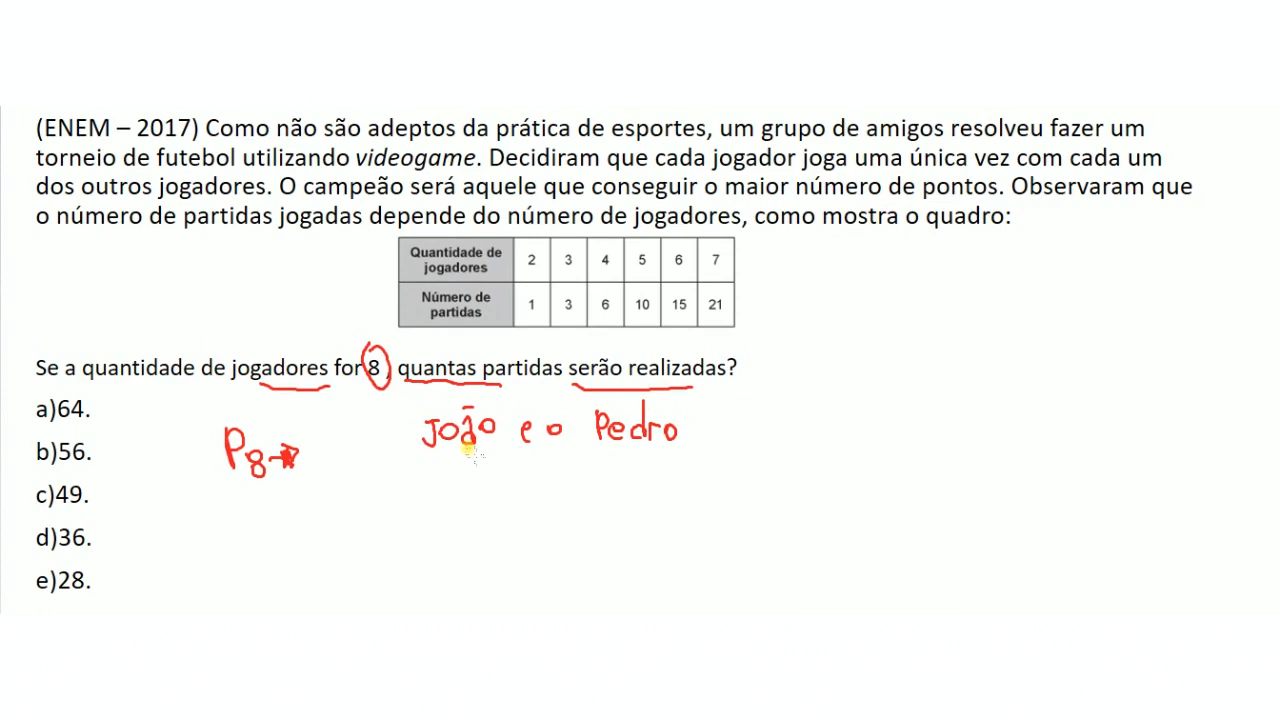 (ENEM – 2017) Como não são adeptos da prática de esportes, um grupo de amigos resolveu fazer um
torneio de futebol utilizando videogame. Decidiram que cada jogador joga uma única vez com cada um
dos outros jogadores. O campeão será aquele que conseguir o maior número de pontos. Observaram que
o número de partidas jogadas depende do número de jogadores, como mostra o quadro:
Quantidade de
jogadores 2 3 4 5 6 7
Número de
partidas 1 3 6 10 15 21
Se a quantidade de jogadores for 8 , quantas partidas serão realizadas?
a)64.
João e o Pedro
b)56.
P8→
c)49.
d)36.
e)28.